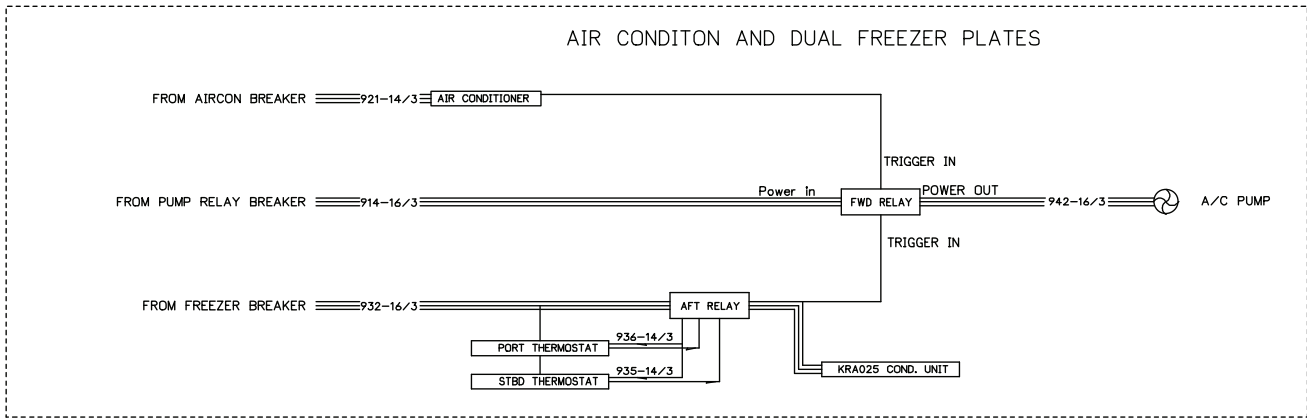 AIR CONDITON AND DUAL FREEZER PLATES
FROM AIRCON BREAKER 921-14/3 AIR CONDITIONER
TRIGGER IN
FROM PUMP RELAY BREAKER 914-16/3 Power in FWD RELAY POWER OUT 942-16/3 A/C PUMP
TRIGGER IN
FROM FREEZER BREAKER 932-16/3 AFT RELAY
936-14/3
PORT THERMOSTAT
935-14/3
KRA025 COND. UNIT
STBD THERMOSTAT